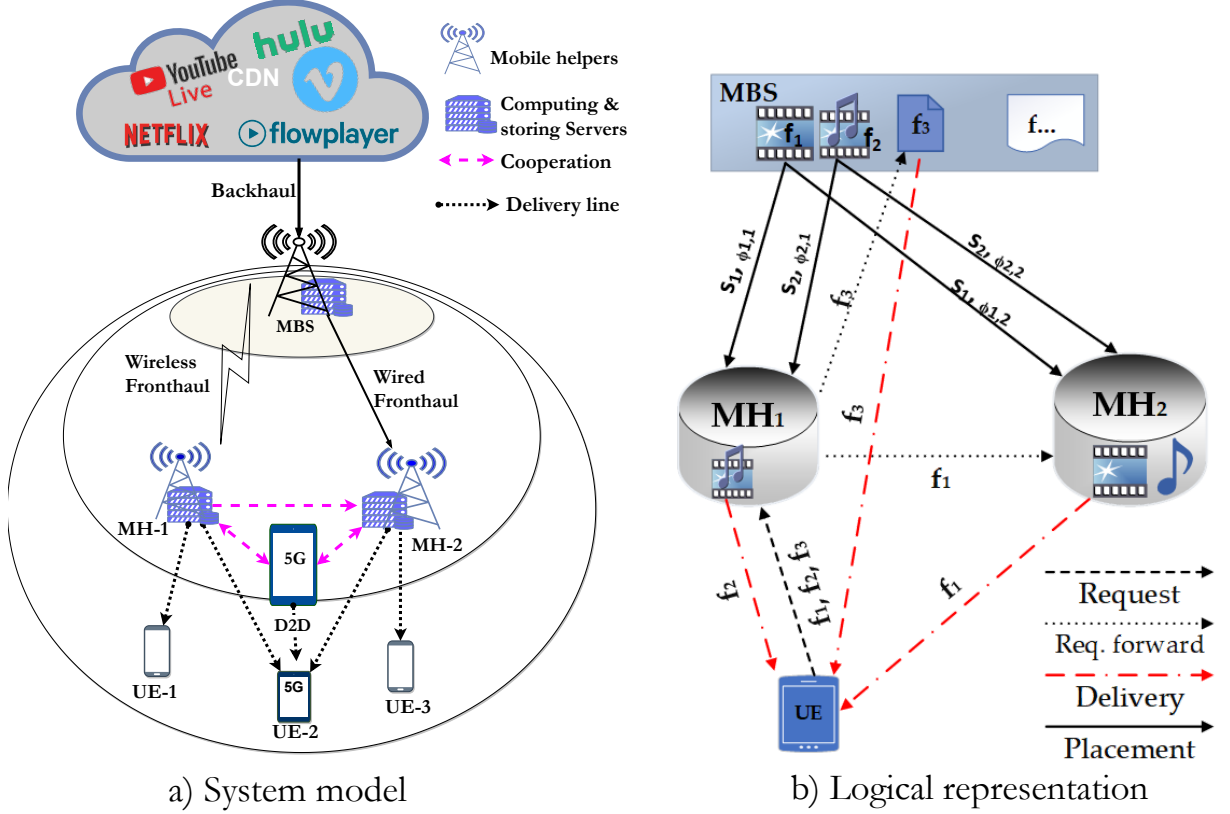 hulu
YouTube
Live
CDN
NETFLIX
flowplayer
Mobile helpers
Computing &
storing Servers
Cooperation
Delivery line
Backhaul
MBS
Wireless
Fronthaul
Wired
Fronthaul
MH-1
MH-2
5G
D2D
UE-1
5G
UE-2
UE-3
a) System model
MBS
f1
f2
f3
f...
S1, ϕ1,1
S2, ϕ2,1
f3
S2, ϕ2,2
S1, ϕ1,2
MH1
MH2
f3
f1
f2
f1, f2, f3
f1
UE
Request
Req. forward
Delivery
Placement
b) Logical representation